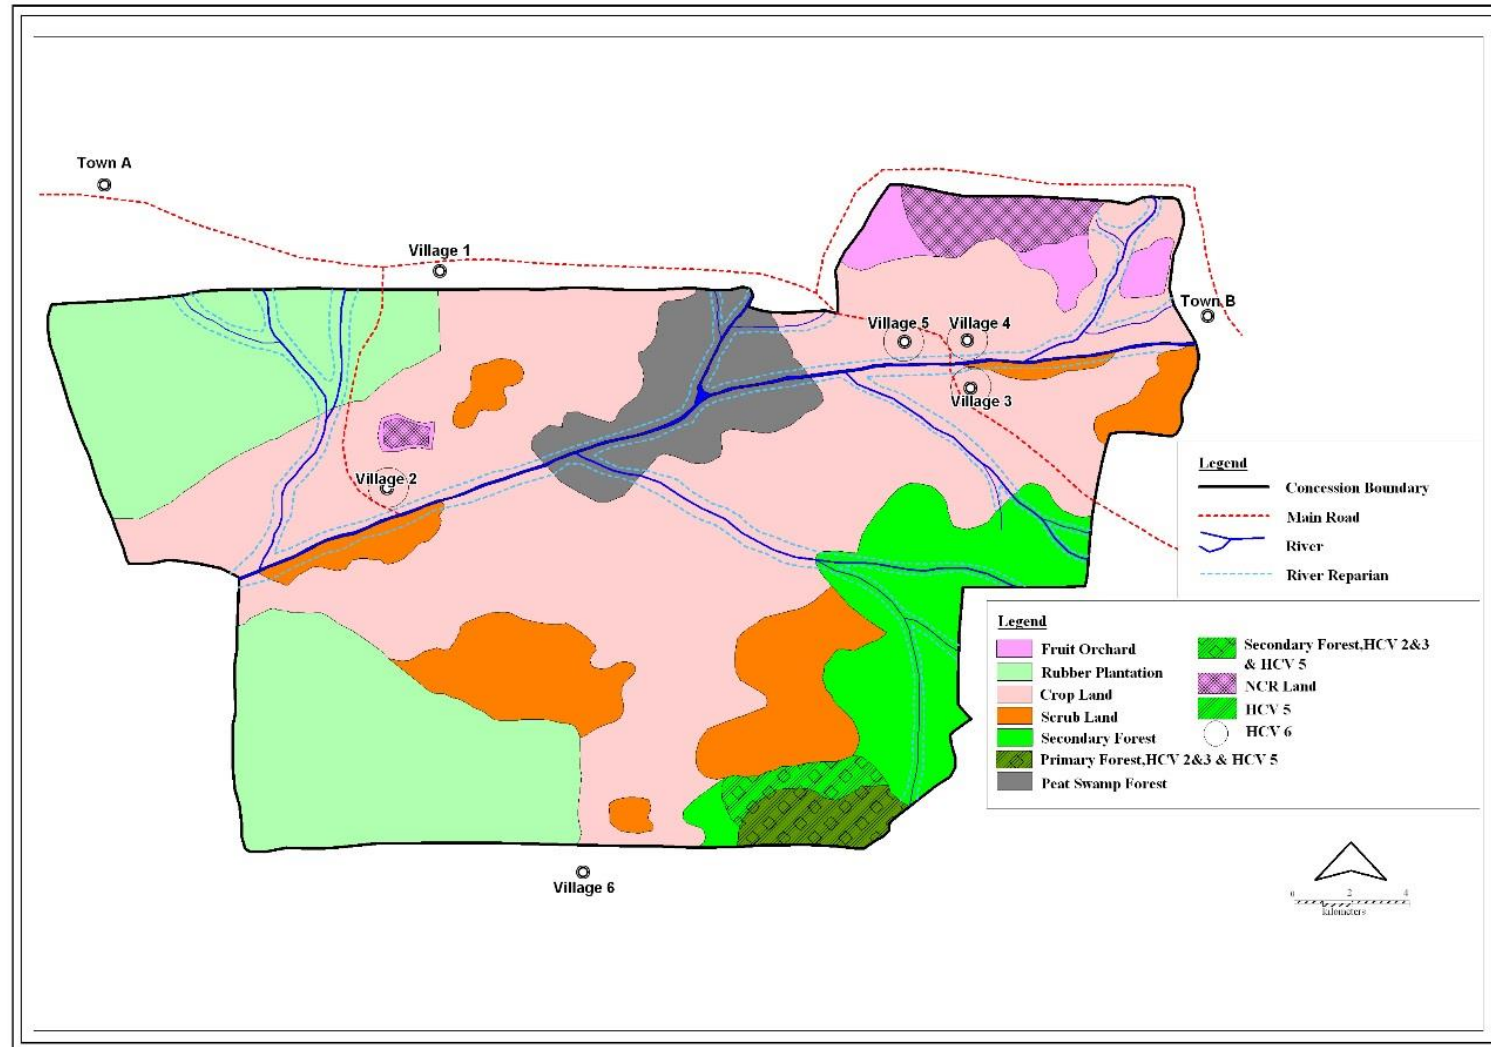 Town A
Village 1
Town B
Village 5
Village 4
Village 3
Village 2
Village 6
Legend
Concession Boundary
Main Road
River
River Reparian
Legend
Fruit Orchard
Rubber Plantation
Crop Land
Scrub Land
Secondary Forest
Primary Forest,HCV 2&3 & HCV 5
Peat Swamp Forest
Secondary Forest,HCV 2&3
& HCV 5
NCR Land
HCV 5
HCV 6
0 2 4
kilometers